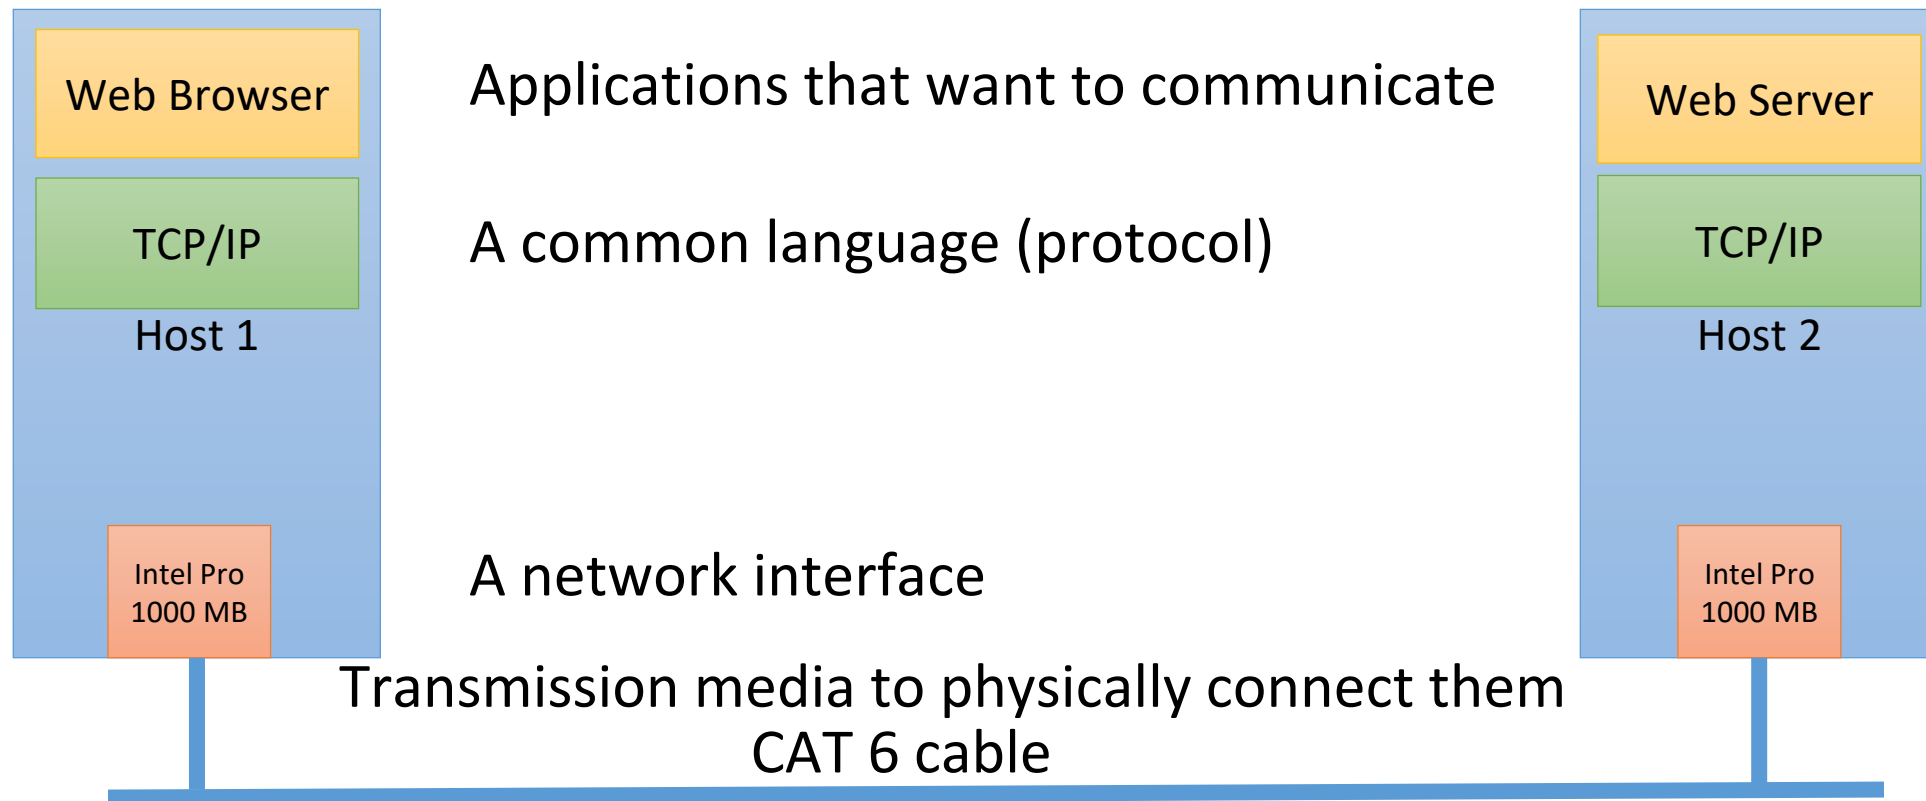 Web Browser
Applications that want to communicate
Web Server
TCP/IP
A common language (protocol)
TCP/IP
Host 1
Host 2
Intel Pro
1000 MB
A network interface
Intel Pro
1000 MB
Transmission media to physically connect them
CAT 6 cable